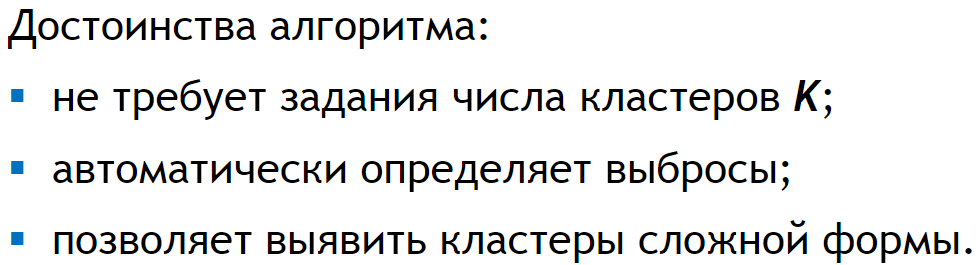 Достоинства алгоритма:
▪ не требует задания числа кластеров K;
▪ автоматически определяет выбросы;
▪ позволяет выявить кластеры сложной формы.